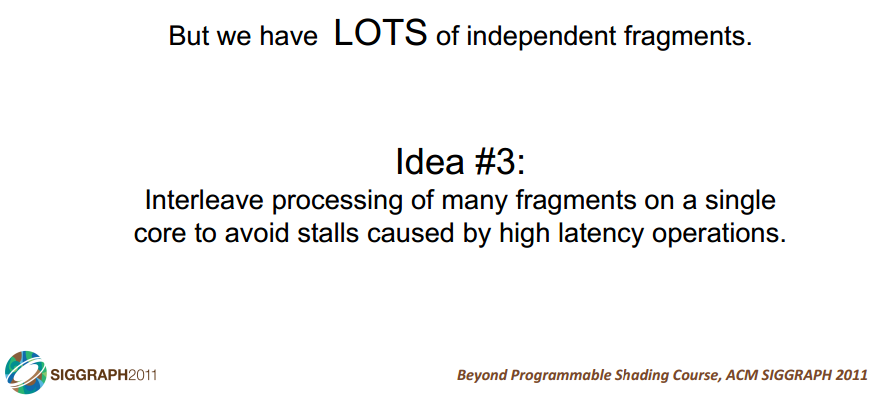 But we have LOTS of independent fragments.
Idea #3:
Interleave processing of many fragments on a single
core to avoid stalls caused by high latency operations.
SIGGRAPH2011
Beyond Programmable Shading Course, ACM SIGGRAPH 2011